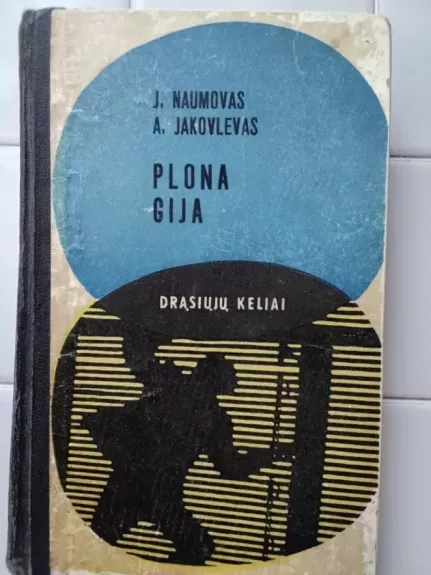 J. NAUMOVAS
A. JAKOVLEVAS
PLONA
GIJA
DRĄSIŲJŲ KELIAI